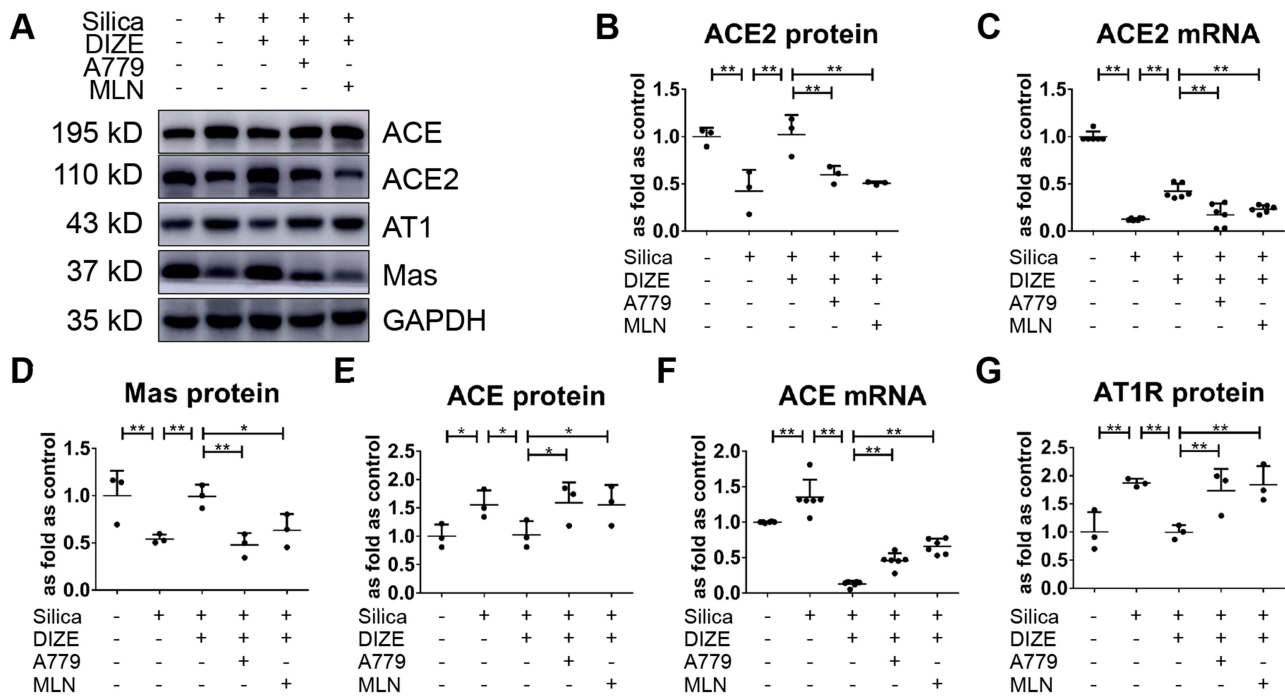 A
Silica - + + + +
DIZE - - + + +
A779 - - - + -
MLN - - - - +
195 kD ACE
110 kD ACE2
43 kD AT1
37 kD Mas
35 kD GAPDH
B
ACE2 protein
** ** **
**
as fold as control
1.5
1.0
0.5
0.0
Silica - + + + +
DIZE - - + + +
A779 - - - + -
MLN - - - - +
C
ACE2 mRNA
** ** **
**
as fold as control
1.5
1.0
0.5
0.0
Silica - + + + +
DIZE - - + + +
A779 - - - + -
MLN - - - - +
D
Mas protein
** ** *
**
as fold as control
1.5
1.0
0.5
0.0
Silica - + + + +
DIZE - - + + +
A779 - - - + -
MLN - - - - +
E
ACE protein
* * *
*
as fold as control
2.5
2.0
1.5
1.0
0.5
0.0
Silica - + + + +
DIZE - - + + +
A779 - - - + -
MLN - - - - +
F
ACE mRNA
** ** **
**
as fold as control
2.5
2.0
1.5
1.0
0.5
0.0
Silica - + + + +
DIZE - - + + +
A779 - - - + -
MLN - - - - +
G
AT1R protein
** ** **
**
as fold as control
2.5
2.0
1.5
1.0
0.5
0.0
Silica - + + + +
DIZE - - + + +
A779 - - - + -
MLN - - - - +